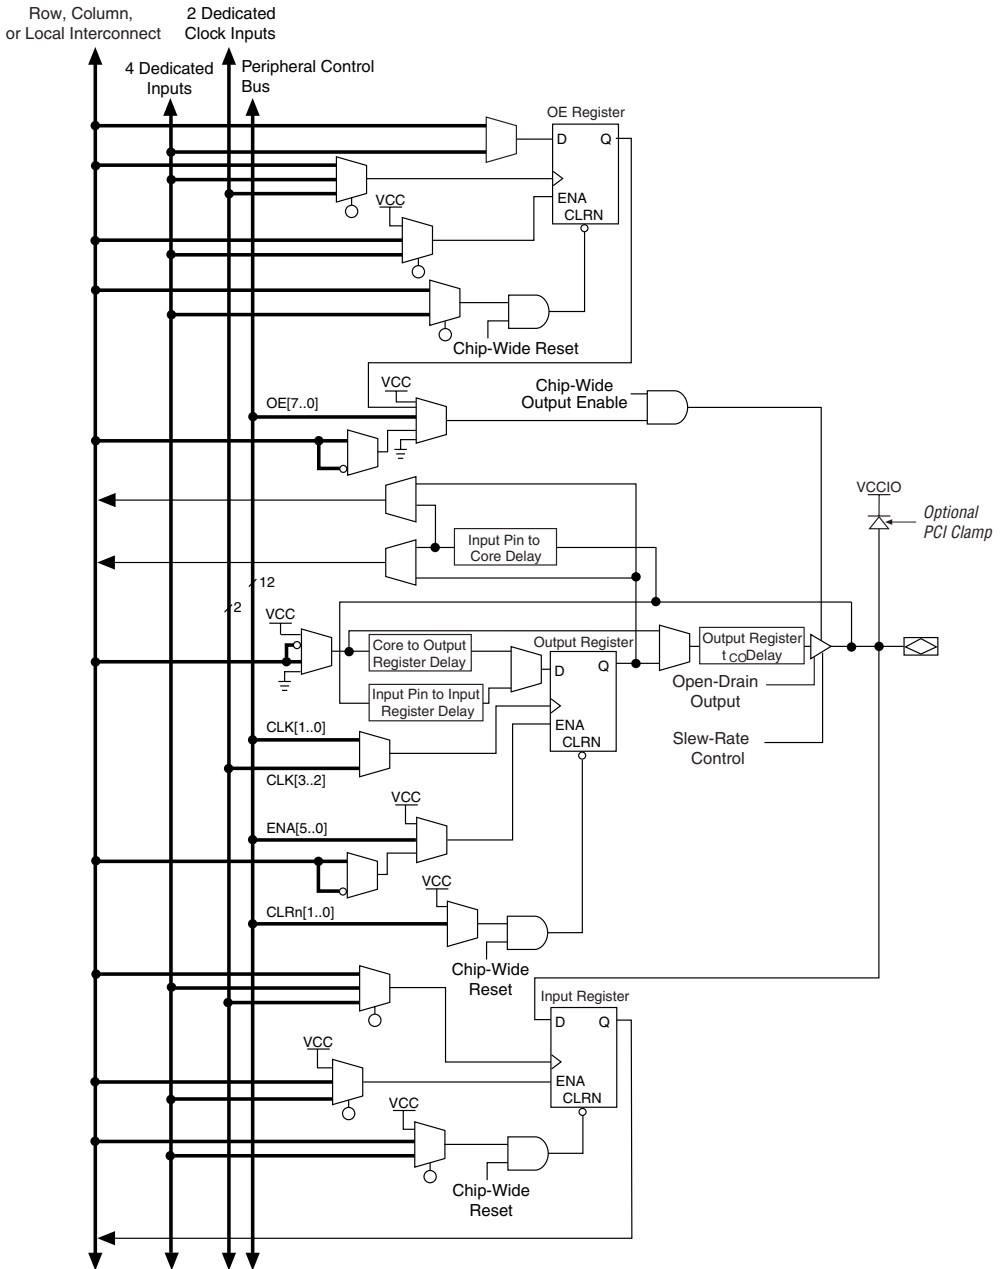 Row, Column,
or Local Interconnect
2 Dedicated
Clock Inputs
4 Dedicated
Inputs
Peripheral Control
Bus
OE Register
D Q
ENA
CLRN
VCC
Chip-Wide Reset
VCC
OE[7..0]
Chip-Wide
Output Enable
VCCIO
Optional
PCI Clamp
Input Pin to
Core Delay
12
2
VCC
Core to Output
Register Delay
Input Pin to Input
Register Delay
Output Register
D Q
ENA
CLRN
Output Register
tCO Delay
Open-Drain
Output
Slew-Rate
Control
CLK[1..0]
CLK[3..2]
VCC
ENA[5..0]
VCC
CLRn[1..0]
Chip-Wide
Reset
Input Register
D Q
ENA
CLRN
VCC
VCC
Chip-Wide
Reset